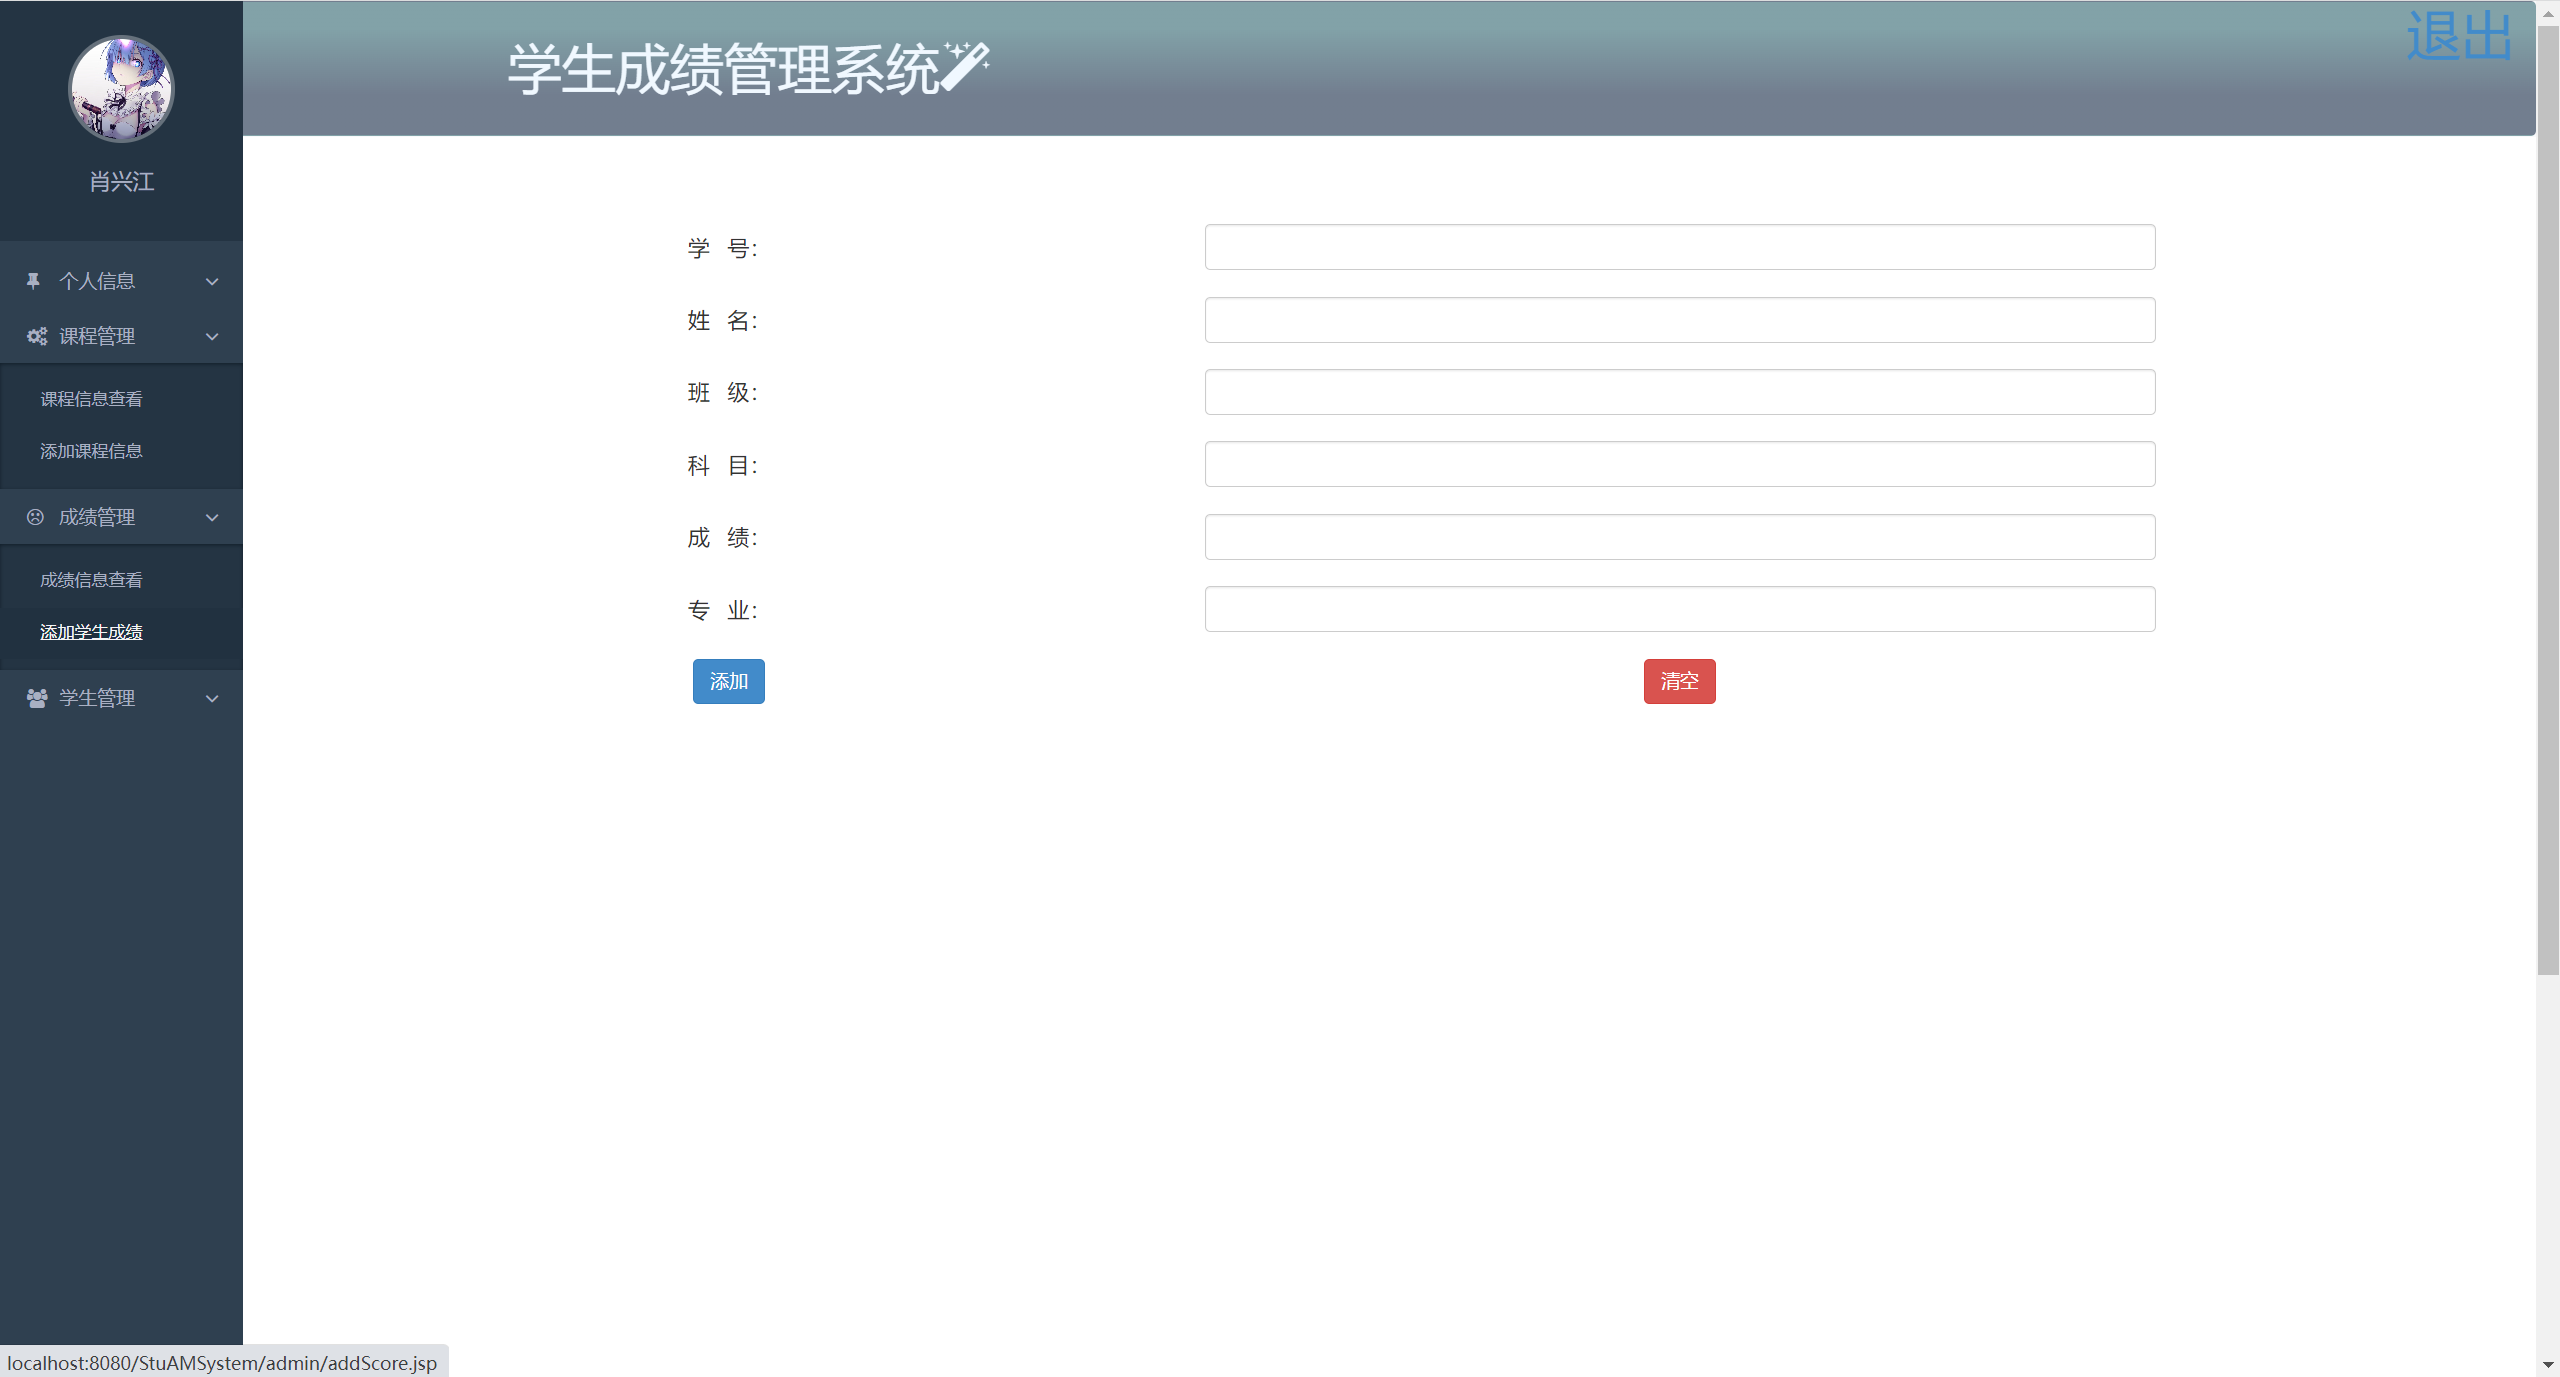 肖兴江
个人信息
课程管理
课程信息查看
添加课程信息
成绩管理
成绩信息查看
添加学生成绩
学生管理
学生成绩管理系统
退出
学 号:
姓 名:
班 级:
科 目:
成 绩:
专 业:
添加
清空
localhost:8080/StuAMSystem/admin/addScore.jsp